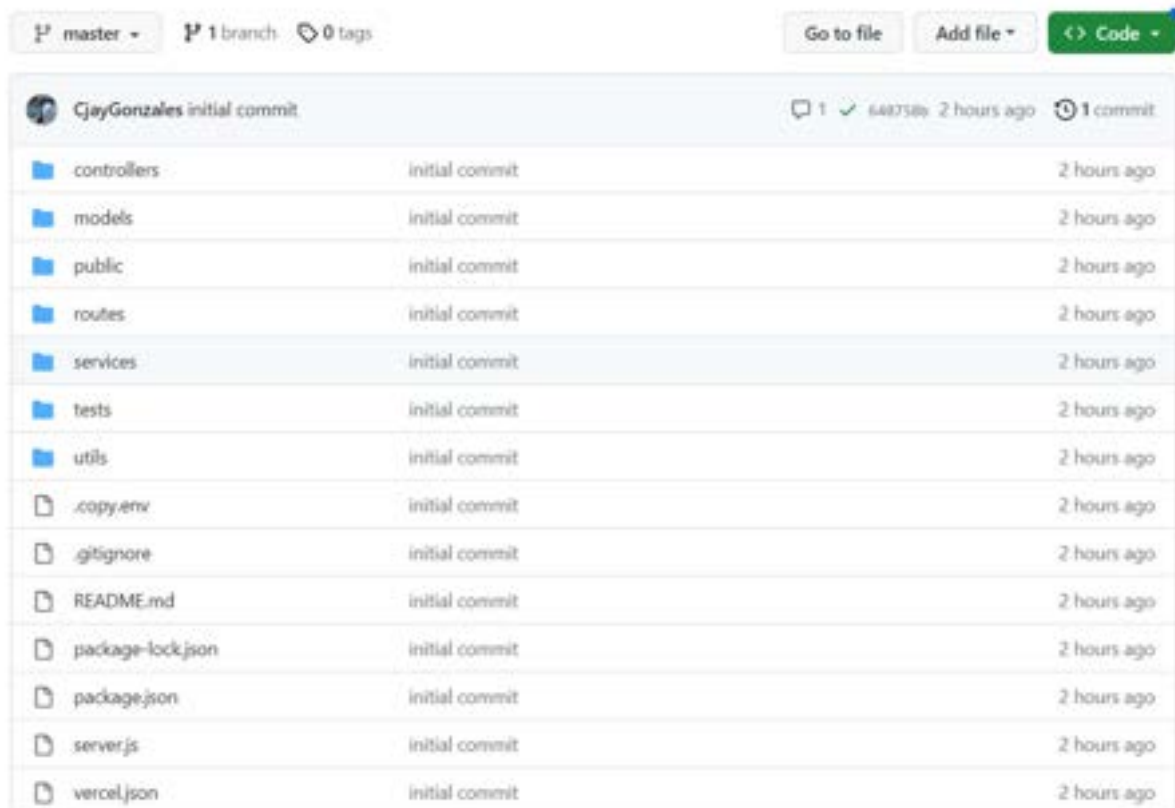 master 1 branch 0 tags Go to file Add file <> Code
CjayGonzales initial commit 1 2 hours ago 1 commit
controllers initial commit 2 hours ago
models initial commit 2 hours ago
public initial commit 2 hours ago
routes initial commit 2 hours ago
services initial commit 2 hours ago
tests initial commit 2 hours ago
utils initial commit 2 hours ago
.copy.env initial commit 2 hours ago
.gitignore initial commit 2 hours ago
README.md initial commit 2 hours ago
package-lock.json initial commit 2 hours ago
package.json initial commit 2 hours ago
server.js initial commit 2 hours ago
vercel.json initial commit 2 hours ago